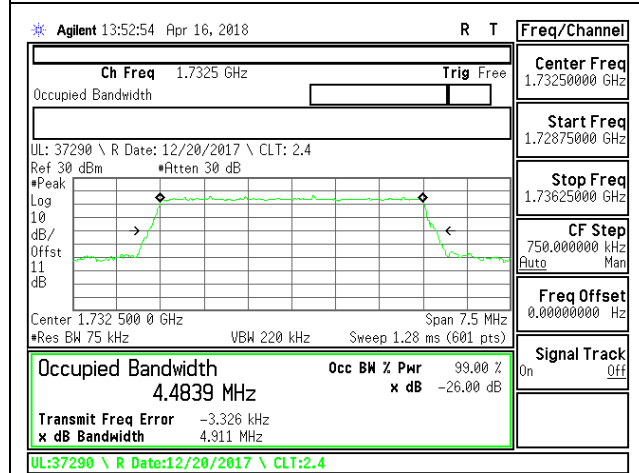 Agilent 13:52:54 Apr 16, 2018 R T
Freq/Channel
Ch Freq 1.7325 GHz Trig Free
Occupied Bandwidth
Center Freq
1.73250000 GHz
Start Freq
1.72875000 GHz
Stop Freq
1.73625000 GHz
CF Step
750.000000 kHz
Auto Man
Freq Offset
0.00000000 Hz
Signal Track
On Off
UL: 37290 \ R Date: 12/20/2017 \ CLT: 2.4
Ref 30 dBm #Atten 30 dB
#Peak
Log
10
dB/
Offst
11
dB
Center 1.732 500 0 GHz Span 7.5 MHz
#Res BW 75 kHz VBW 220 kHz Sweep 1.28 ms (601 pts)
Occupied Bandwidth Occ BW % Pwr 99.00 %
4.4839 MHz x dB -26.00 dB
Transmit Freq Error -3.326 kHz
x dB Bandwidth 4.911 MHz
UL:37290 \ R Date:12/20/2017 \ CLT:2.4